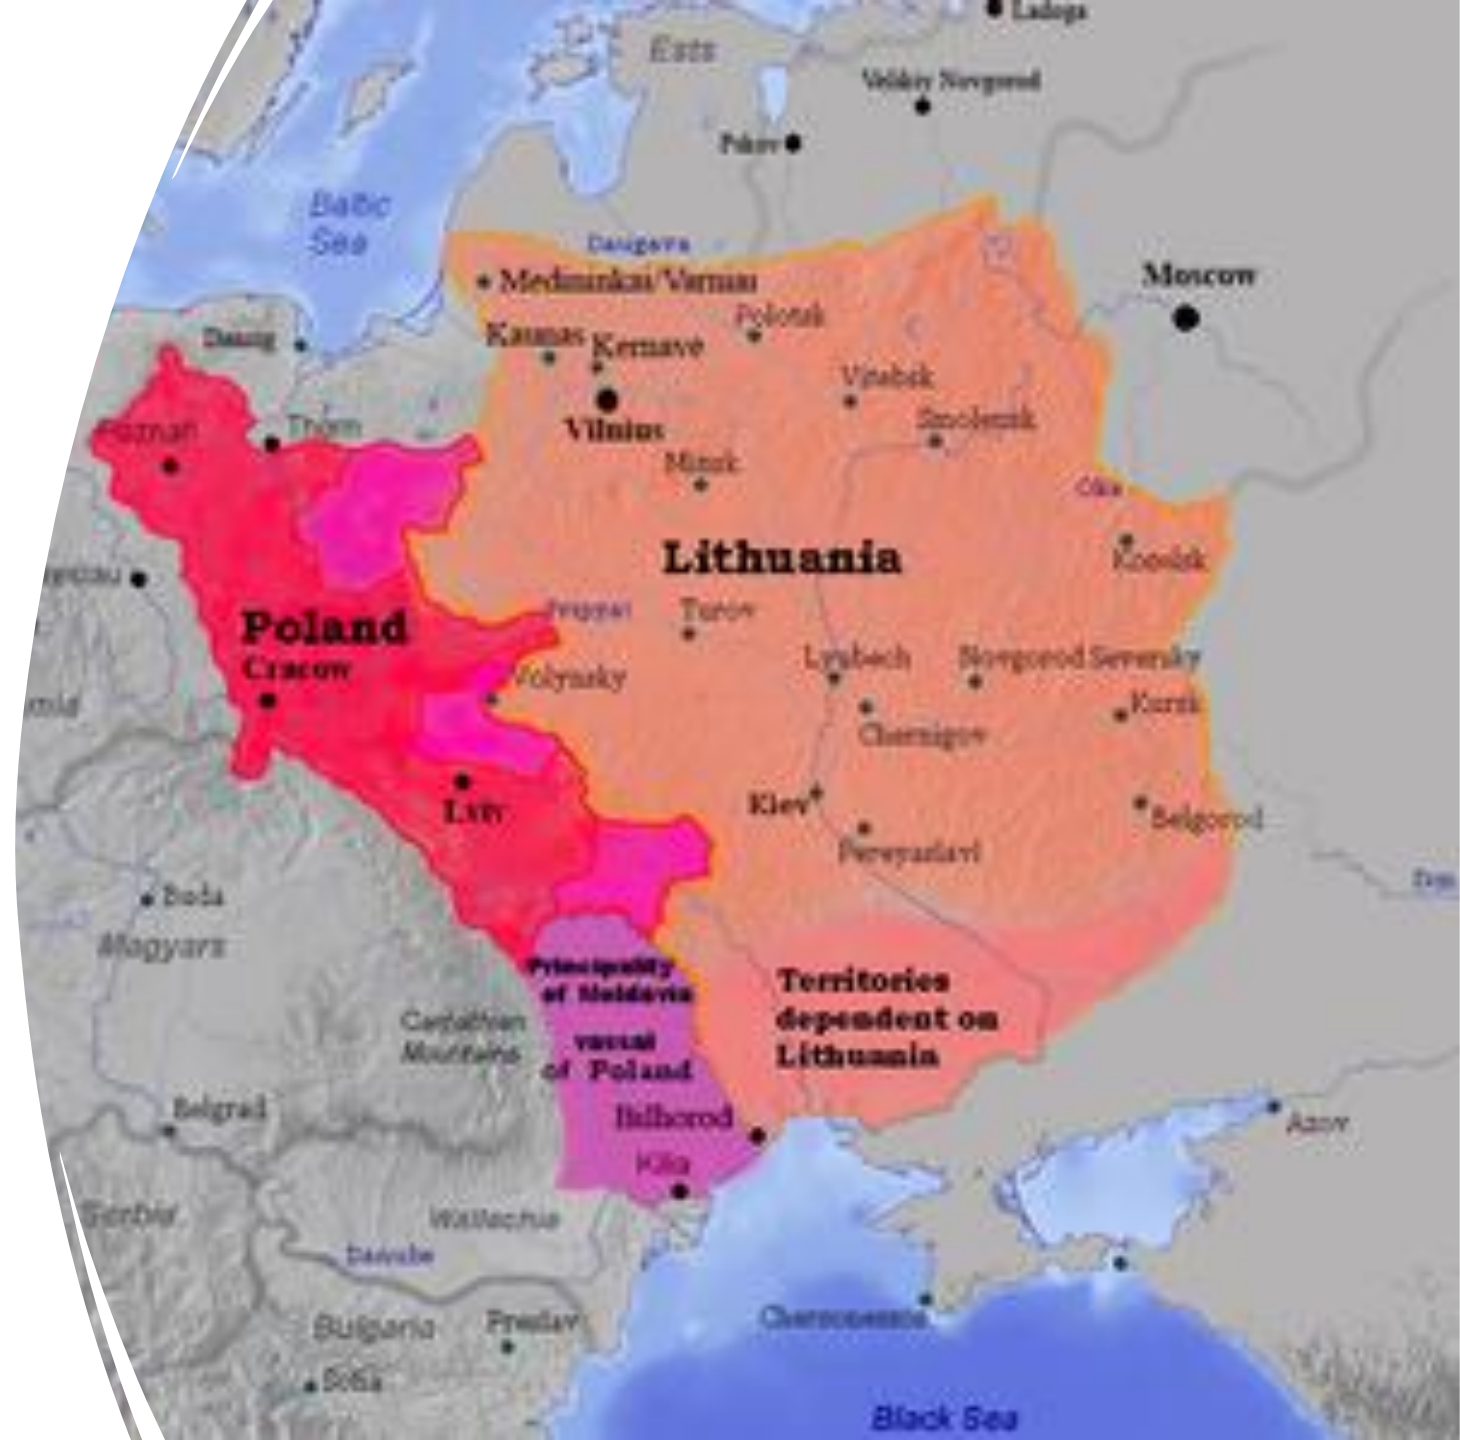 Ladoga
Ests
Velikiy Novgorod
Pskov
Baltic
Sea
Daugava
Moscow
Medininkai/Varniai
Polotsk
Danzig
Kaunas
Kernavė
Vitebsk
Poznań
Thorn
Vilnius
Smolensk
Minsk
Oka
Lithuania
Poland
Cracow
Turov
Volynsky
Lyubech
Novgorod Seversky
Kursk
Chernigov
Kiev
Lviv
Belgorod
Pereyaslavl
Buda
Magyars
Principality
of Moldavia
Territories
dependent on
Lithuania
Carpathian
Mountains
vassal
of Poland
Belgrad
Bilhorod
Azov
Kilia
Serbia
Wallachia
Danube
Bulgaria
Preslav
Sofia
Black Sea